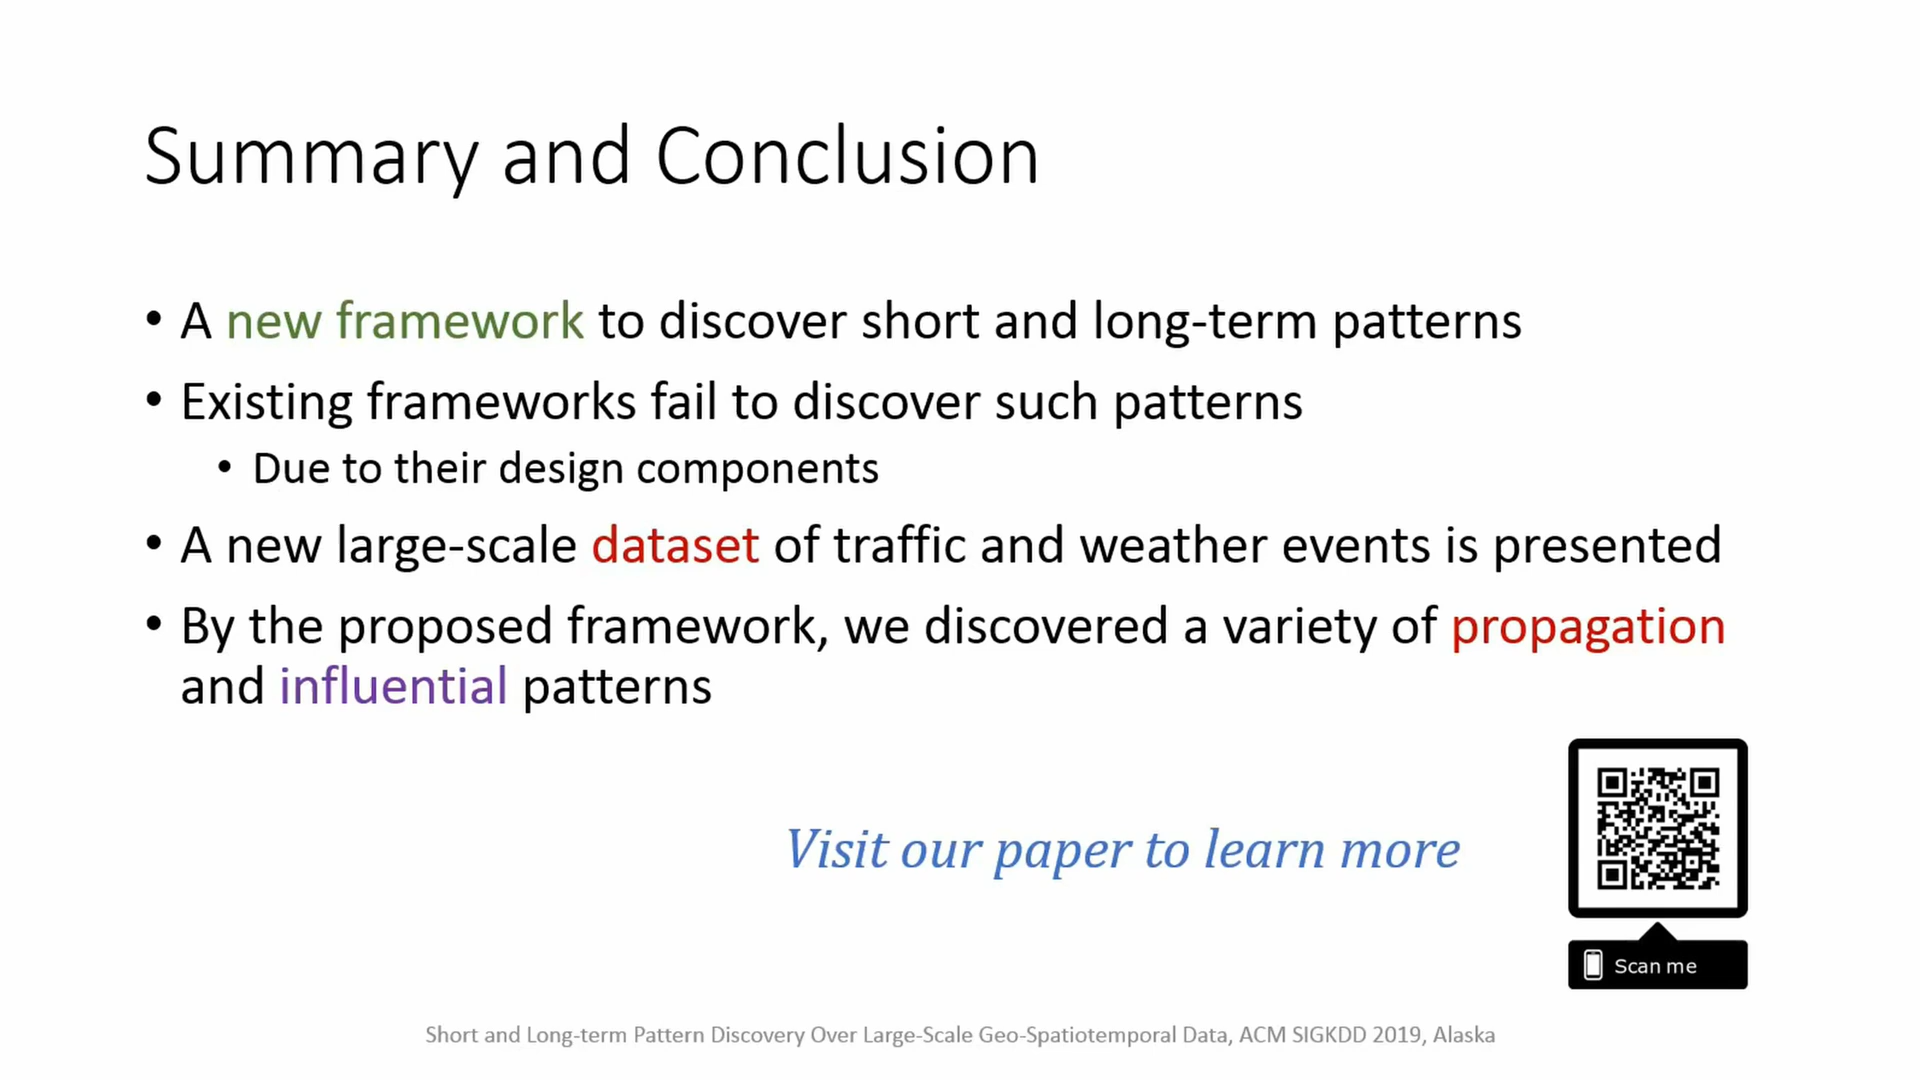 Summary and Conclusion
• A new framework to discover short and long-term patterns
• Existing frameworks fail to discover such patterns
• Due to their design components
• A new large-scale dataset of traffic and weather events is presented
• By the proposed framework, we discovered a variety of propagation
and influential patterns
Visit our paper to learn more
Scan me
Short and Long-term Pattern Discovery Over Large-Scale Geo-Spatiotemporal Data, ACM SIGKDD 2019, Alaska